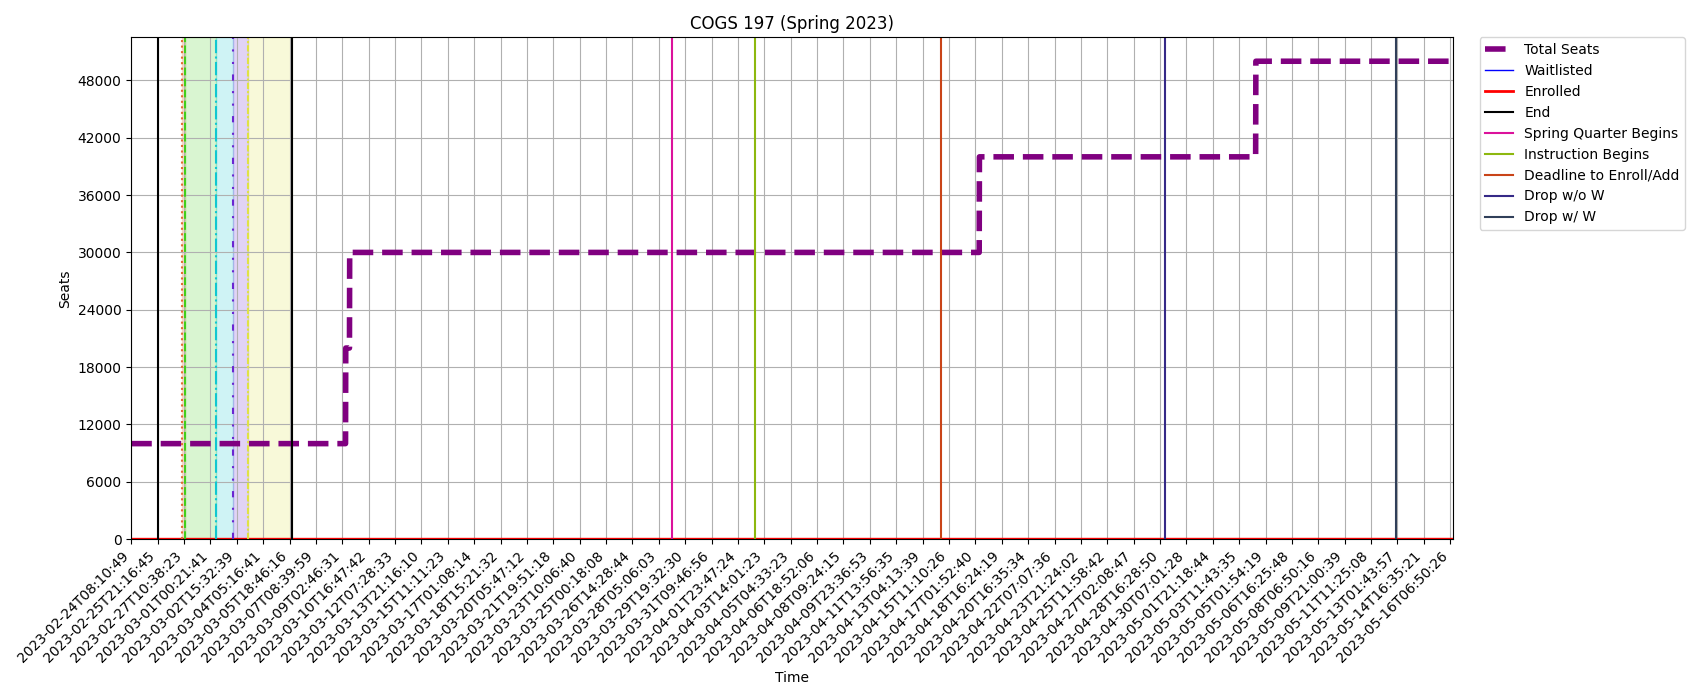 COGS 197 (Spring 2023)
Total Seats
Waitlisted
Enrolled
End
Spring Quarter Begins
Instruction Begins
Deadline to Enroll/Add
Drop w/o W
Drop w/ W
Seats
48000
42000
36000
30000
24000
18000
12000
6000
0
2023-02-24T08:10:49
2023-02-25T21:16:45
2023-02-27T10:38:23
2023-03-01T00:21:41
2023-03-02T15:32:39
2023-03-04T05:16:41
2023-03-05T18:46:16
2023-03-07T08:39:59
2023-03-09T02:46:31
2023-03-10T16:47:42
2023-03-12T07:28:33
2023-03-13T21:16:10
2023-03-15T11:11:23
2023-03-17T01:08:14
2023-03-18T15:21:32
2023-03-20T05:47:12
2023-03-21T19:51:18
2023-03-23T10:06:40
2023-03-25T00:18:08
2023-03-26T14:28:44
2023-03-28T05:06:03
2023-03-29T19:32:30
2023-03-31T09:46:56
2023-04-01T23:47:24
2023-04-03T14:01:23
2023-04-05T04:33:23
2023-04-06T18:52:06
2023-04-08T09:24:15
2023-04-09T23:36:53
2023-04-11T13:56:35
2023-04-13T04:13:39
2023-04-15T11:10:26
2023-04-17T01:52:40
2023-04-18T16:24:19
2023-04-20T16:35:34
2023-04-22T07:07:36
2023-04-23T21:24:02
2023-04-25T11:58:42
2023-04-27T02:08:47
2023-04-28T16:28:50
2023-04-30T07:01:28
2023-05-01T21:18:44
2023-05-03T11:43:35
2023-05-05T01:54:19
2023-05-06T16:25:48
2023-05-08T06:50:16
2023-05-09T21:00:39
2023-05-11T11:25:08
2023-05-13T01:43:57
2023-05-14T16:35:21
2023-05-16T06:50:26
Time